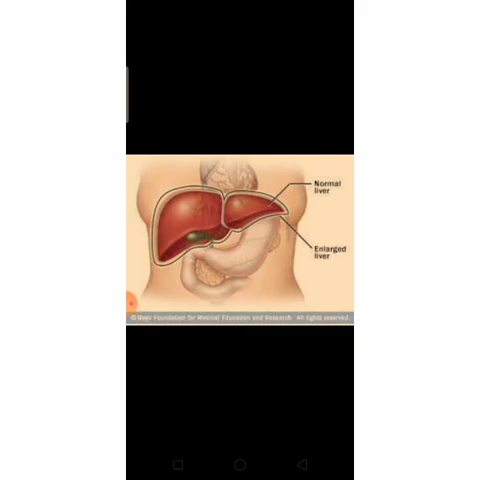 Normal
liver
Enlarged
liver
© Mayo Foundation for Medical Education and Research. All rights reserved.